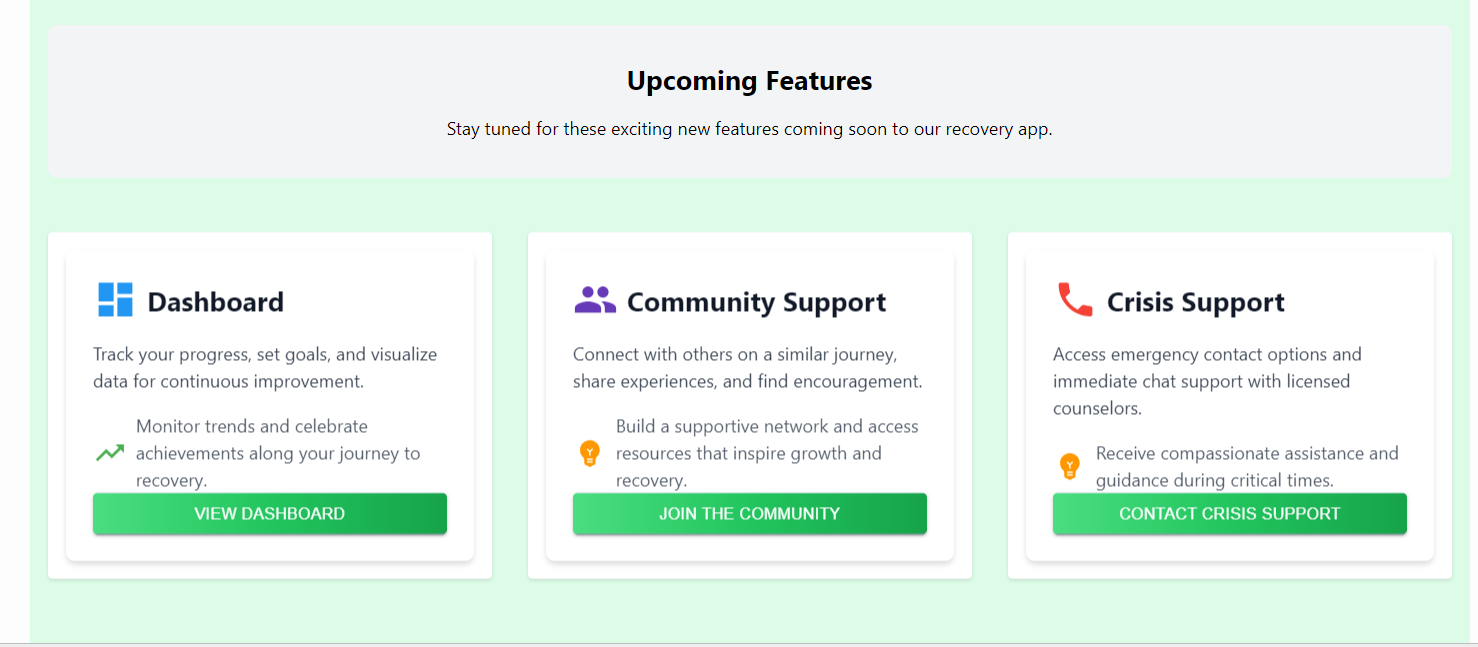 Upcoming Features
Stay tuned for these exciting new features coming soon to our recovery app.
Dashboard
Track your progress, set goals, and visualize
data for continuous improvement.
Monitor trends and celebrate
achievements along your journey to
recovery.
VIEW DASHBOARD
Community Support
Connect with others on a similar journey,
share experiences, and find encouragement.
Build a supportive network and access
resources that inspire growth and
recovery.
JOIN THE COMMUNITY
Crisis Support
Access emergency contact options and
immediate chat support with licensed
counselors.
Receive compassionate assistance and
guidance during critical times.
CONTACT CRISIS SUPPORT